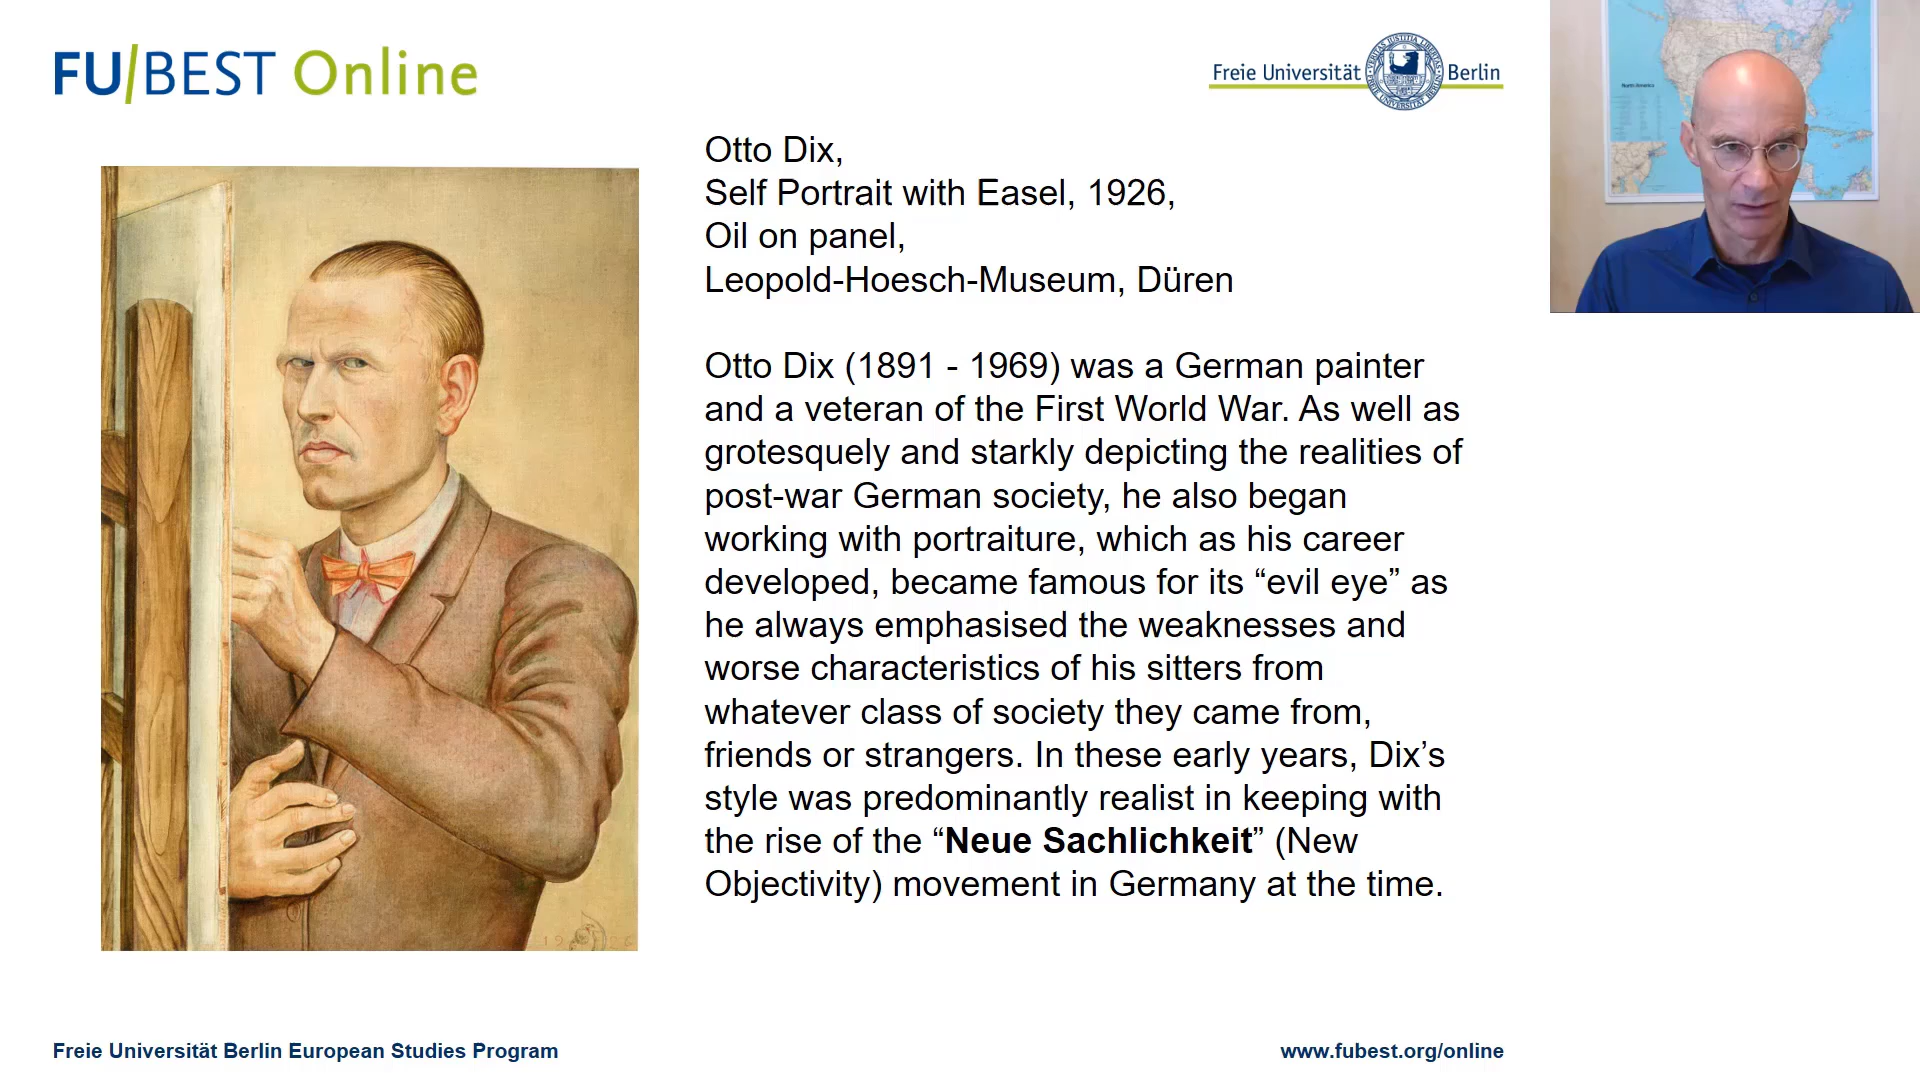 FU/BEST Online
Freie Universität Berlin
North America
Otto Dix,
Self Portrait with Easel, 1926,
Oil on panel,
Leopold-Hoesch-Museum, Düren
Otto Dix (1891 - 1969) was a German painter
and a veteran of the First World War. As well as
grotesquely and starkly depicting the realities of
post-war German society, he also began
working with portraiture, which as his career
developed, became famous for its “evil eye” as
he always emphasised the weaknesses and
worse characteristics of his sitters from
whatever class of society they came from,
friends or strangers. In these early years, Dix’s
style was predominantly realist in keeping with
the rise of the “Neue Sachlichkeit” (New
Objectivity) movement in Germany at the time.
Freie Universität Berlin European Studies Program
www.fubest.org/online